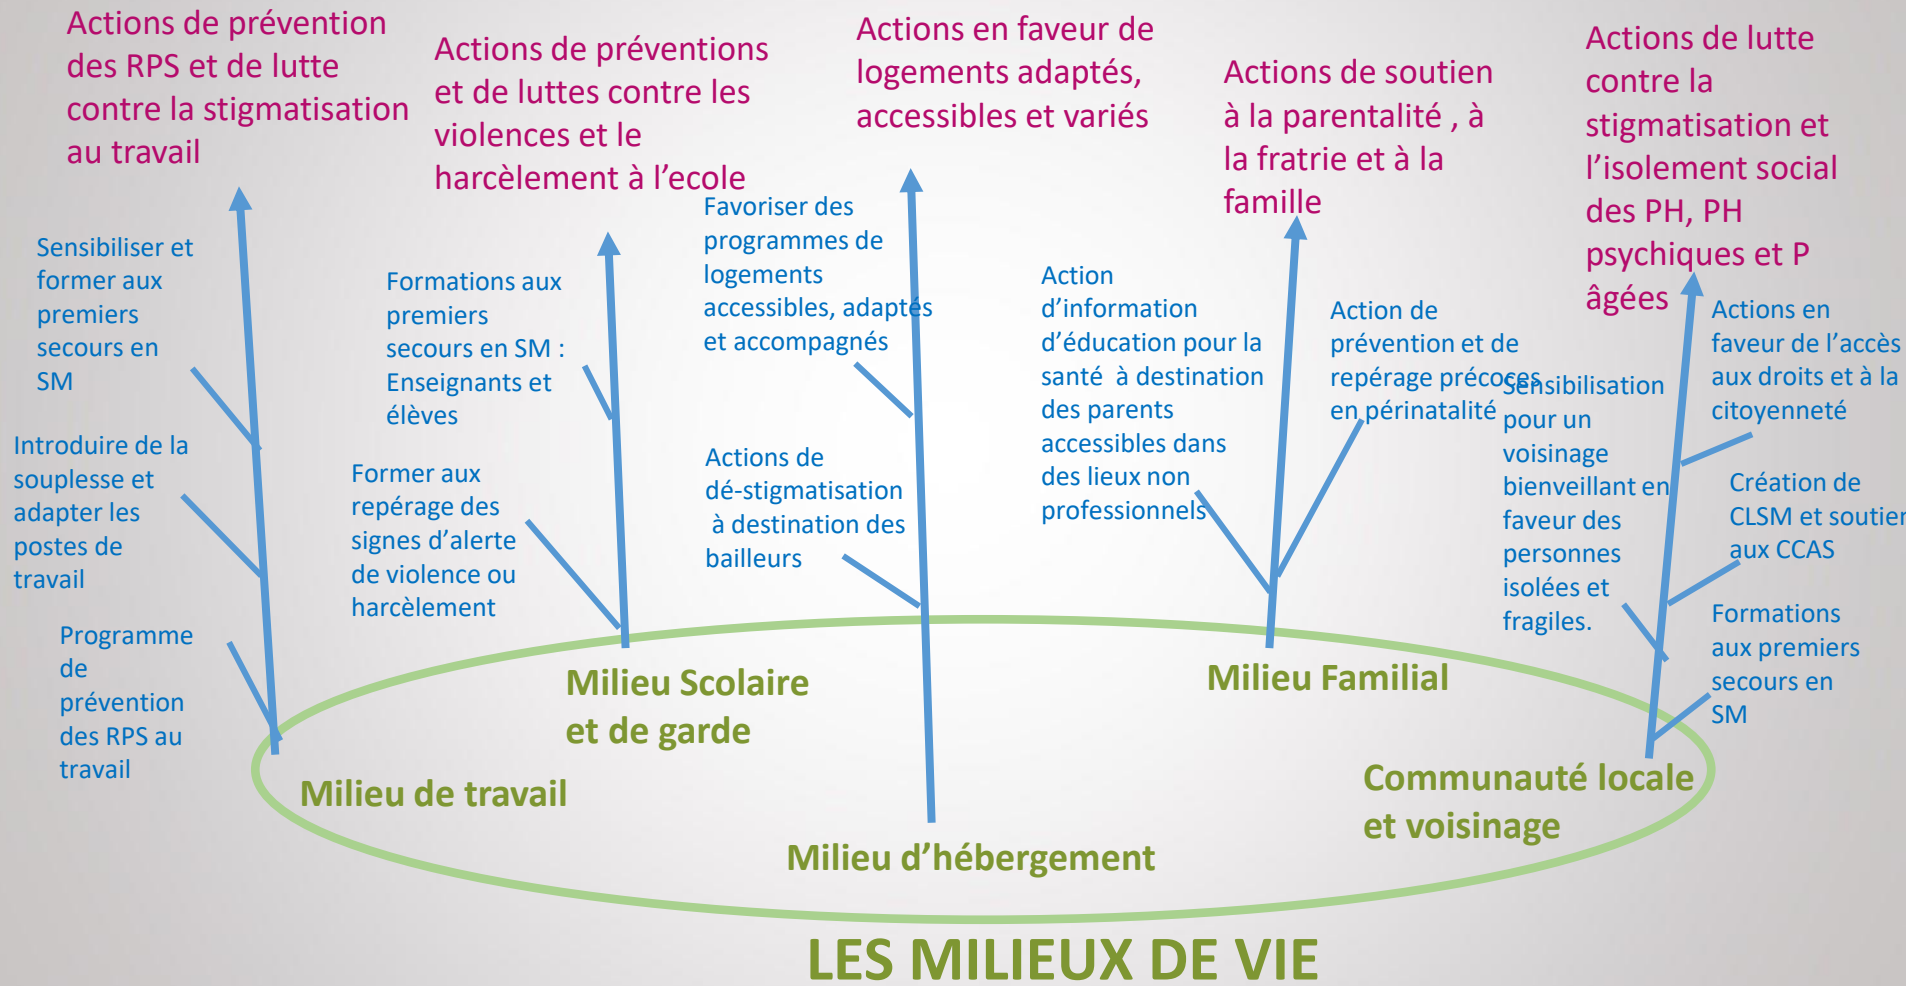 Actions de prévention
des RPS et de lutte
contre la stigmatisation
au travail
Actions de préventions
et de luttes contre les
violences et le
harcèlement à l’ecole
Actions en faveur de
logements adaptés,
accessibles et variés
Actions de soutien
à la parentalité , à
la fratrie et à la
famille
Actions de lutte
contre la
stigmatisation et
l’isolement social
des PH, PH
psychiques et P
âgées
Sensibiliser et
former aux
premiers
secours en
SM
Introduire de la
souplesse et
adapter les
postes de
travail
Programme
de
prévention
des RPS au
travail
Formations aux
premiers
secours en SM :
Enseignants et
élèves
Former aux
repérage des
signes d’alerte
de violence ou
harcèlement
Favoriser des
programmes de
logements
accessibles, adaptés
et accompagnés
Actions de
dé-stigmatisation
à destination des
bailleurs
Action
d’information
d’éducation pour la
santé à destination
des parents
accessibles dans
des lieux non
professionnels
Action de
prévention et de
repérage précoces
en périnatalité
Sensibilisation
pour un
voisinage
bienveillant en
faveur des
personnes
isolées et
fragiles.
Actions en
faveur de l’accès
aux droits et à la
citoyenneté
Création de
CLSM et soutien
aux CCAS
Formations
aux premiers
secours en
SM
Milieu de travail
Milieu Scolaire
et de garde
Milieu d’hébergement
Milieu Familial
Communauté locale
et voisinage
LES MILIEUX DE VIE